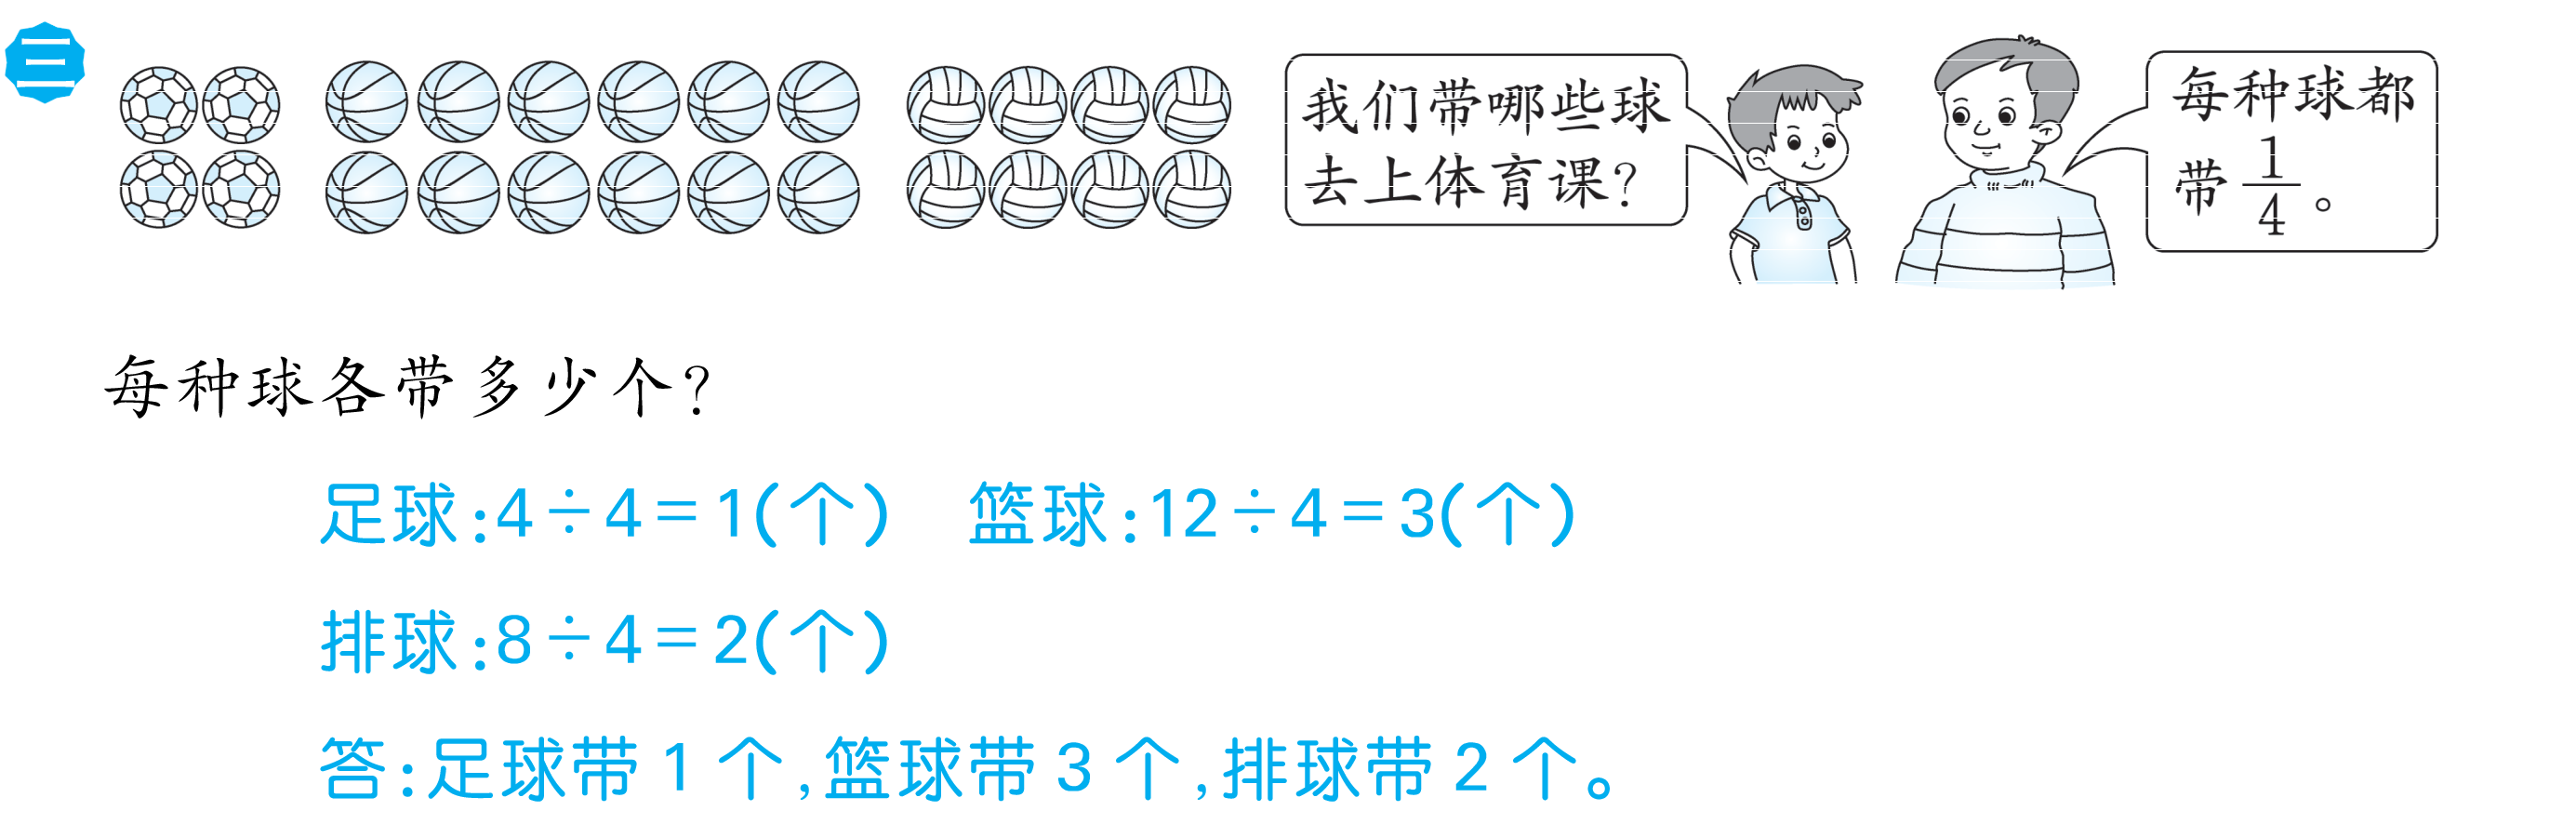 三
我们带哪些球
去上体育课?
每种球都
带 1/4 。
每种球各带多少个?
足球:4÷4=1(个) 篮球:12÷4=3(个)
排球:8÷4=2(个)
答:足球带 1 个,篮球带 3 个,排球带 2 个。